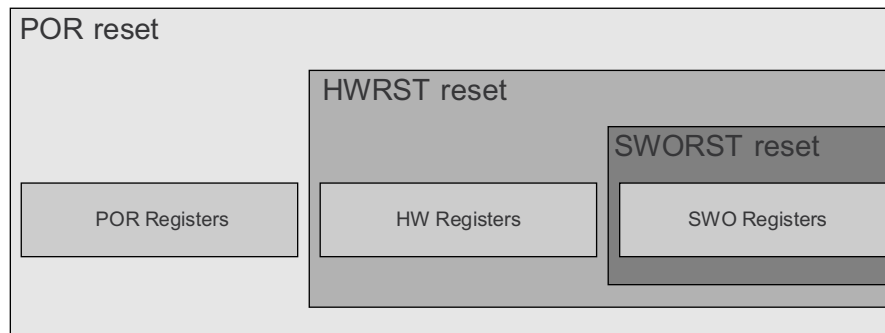 POR reset
HWRST reset
SWORST reset
POR Registers
HW Registers
SWO Registers